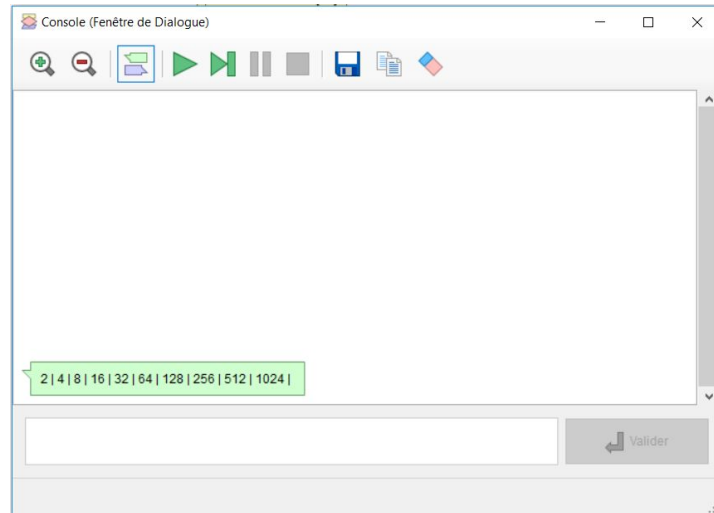 Console (Fenêtre de Dialogue)
2 | 4 | 8 | 16 | 32 | 64 | 128 | 256 | 512 | 1024 |
Valider